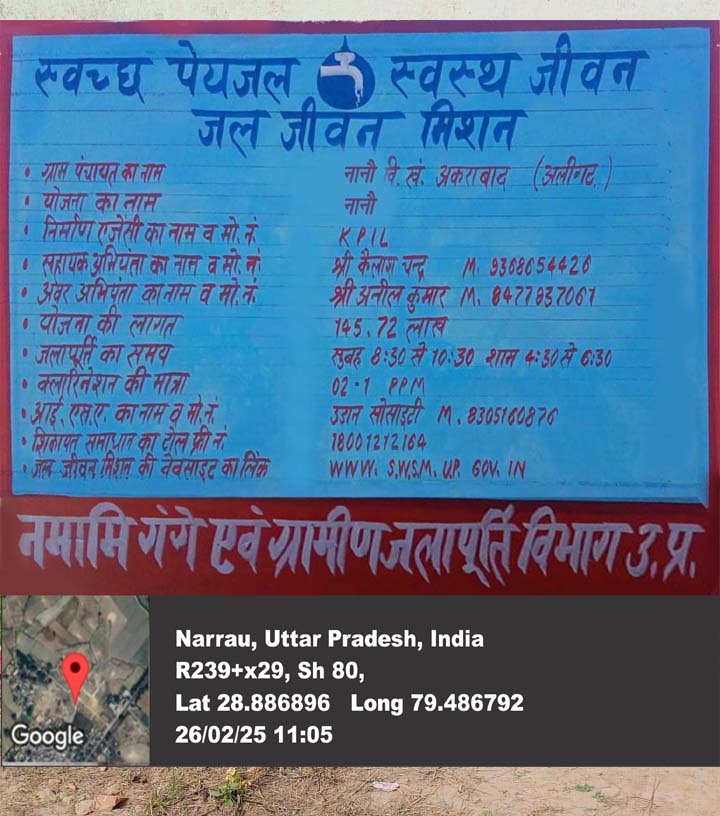 स्वच्छ पेयजल स्वस्थ जीवन
जल जीवन मिशन
• ग्राम पंचायत का नाम नानौ वि. खं. अकराबाद (अलीगढ़)
• योजना का नाम नानौ
• निर्माण एजेंसी का नाम व मो. नं. KPIL
• सहायक अभियंता का नाम व मो. नं. श्री कैलाश चन्द्र M. 9368654426
• अवर अभियंता का नाम व मो. नं. श्री अनील कुमार M. 8477937061
• योजना की लागत 145.72 लाख
• जलापूर्ति का समय सुबह 8:30 से 10:30 शाम 4:30 से 6:30
• क्लारिनेशन की मात्रा 02-1 PPM
• आई. एस.ए. का नाम व मो. नं. उडान सोसाइटी M. 8305160876
• शिकायत समाधान का टोल फ्री नं. 18001212164
• जल जीवन मिशन की वेबसाइट का लिंक WWW. S.W.S.M. U.P. GOV. IN
नमामि गंगे एवं ग्रामीण जलापूर्ति विभाग उ.प्र.
Narrau, Uttar Pradesh, India
R239+x29, Sh 80,
Lat 28.886896 Long 79.486792
26/02/25 11:05
Google